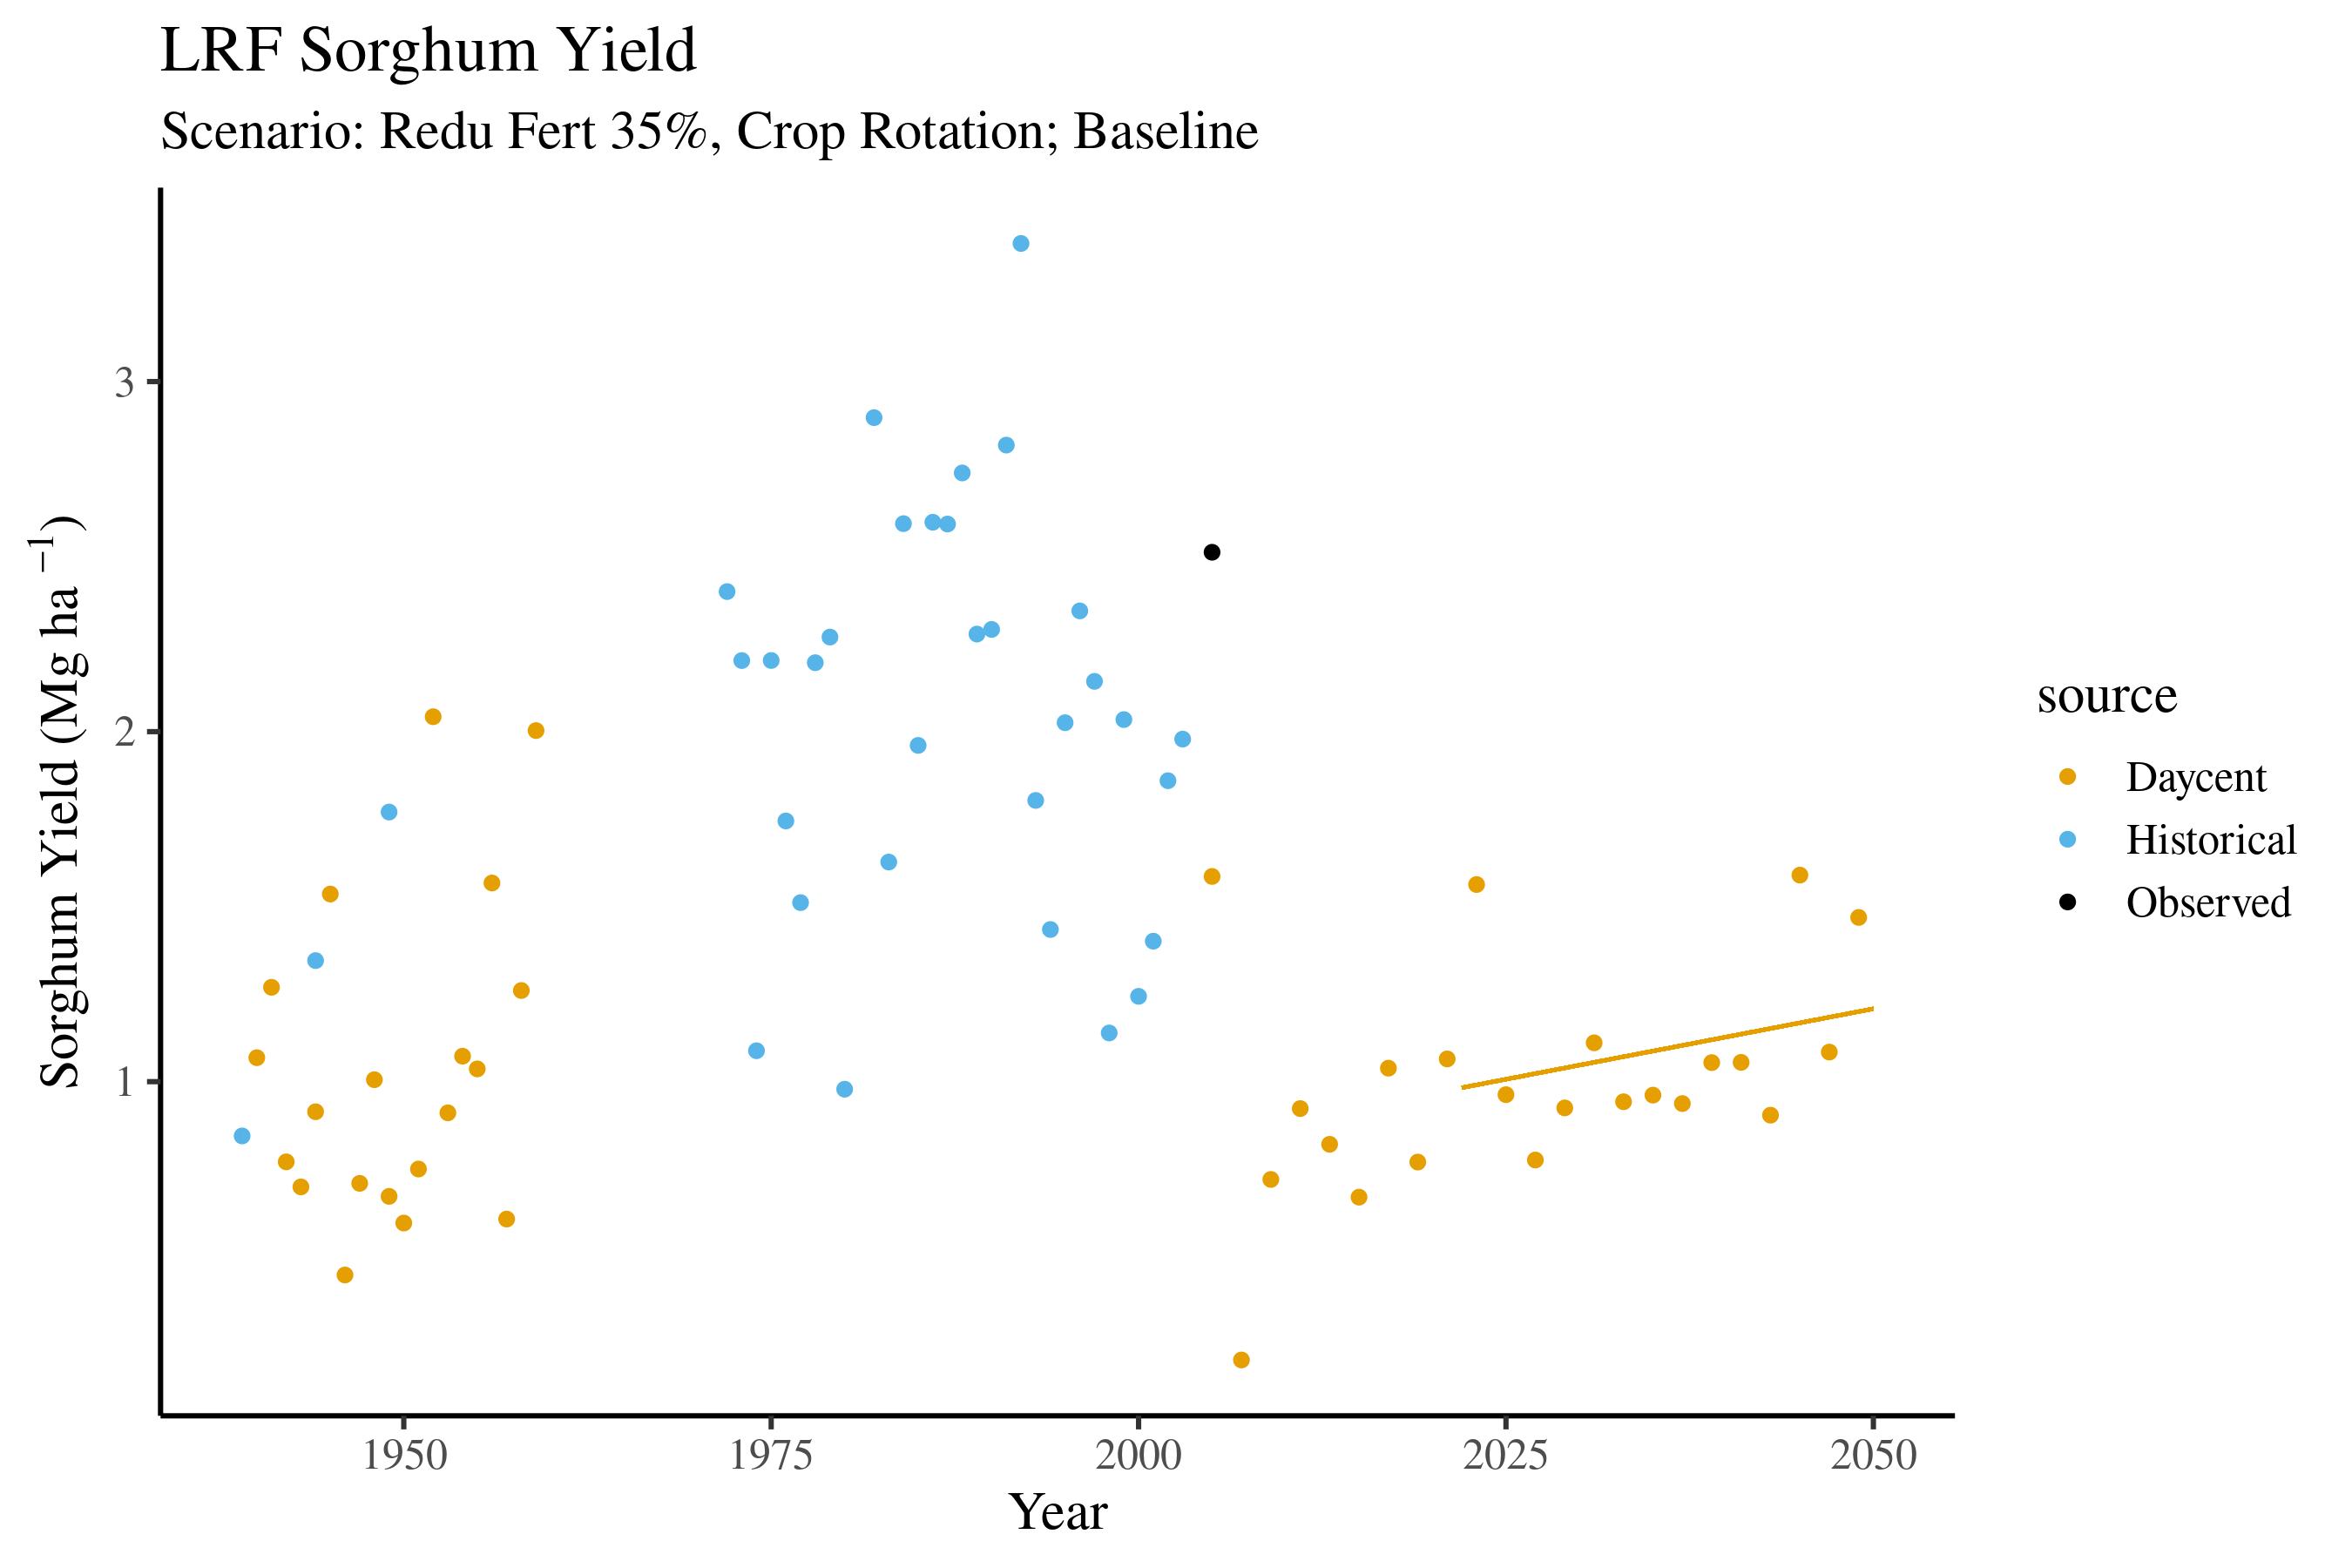 LRF Sorghum Yield
Scenario: Redu Fert 35%, Crop Rotation; Baseline
Sorghum Yield (Mg ha −1)
3
2
1
1950 1975 2000 2025 2050
Year
source
Daycent
Historical
Observed